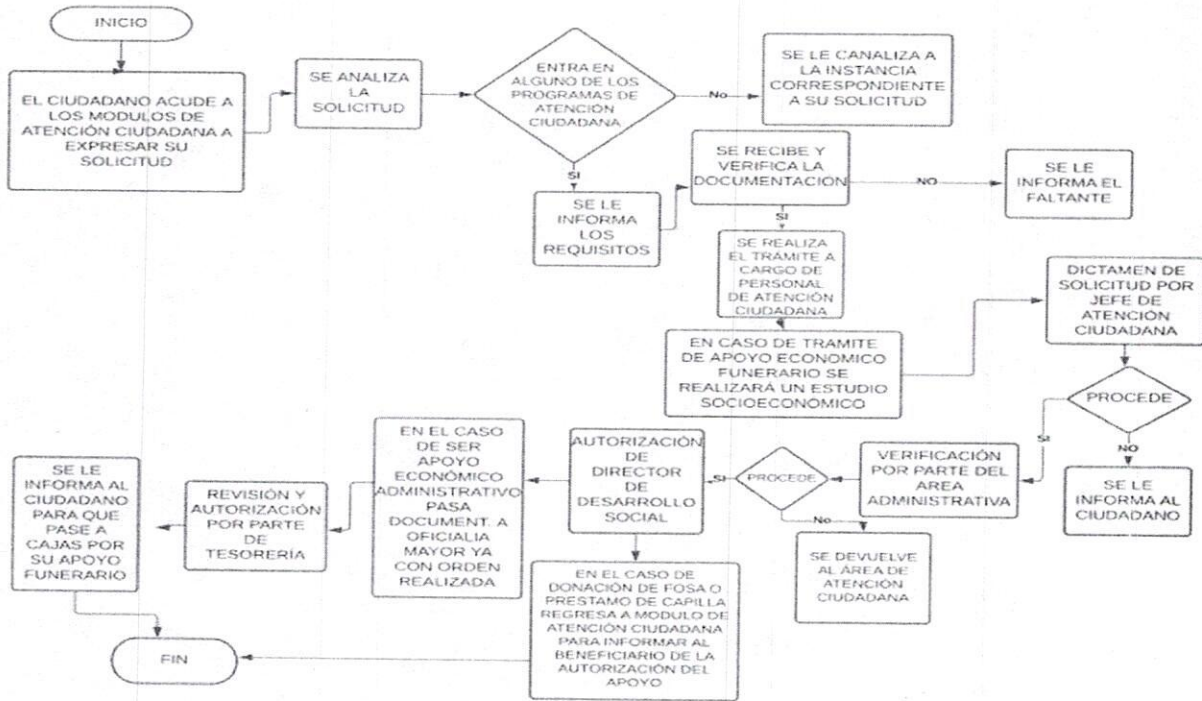 INICIO
EL CIUDADANO ACUDE A
LOS MODULOS DE
ATENCIÓN CIUDADANA A
EXPRESAR SU
SOLICITUD
SE ANALIZA
LA
SOLICITUD
ENTRA EN
ALGUNO DE LOS
PROGRAMAS DE
ATENCIÓN
CIUDADANA
No
SE LE CANALIZA A
LA INSTANCIA
CORRESPONDIENTE
A SU SOLICITUD
SI
SE LE
INFORMA
LOS
REQUISITOS
SE RECIBE Y
VERIFICA LA
DOCUMENTACIÓN
NO
SE LE
INFORMA EL
FALTANTE
SI
SE REALIZA
EL TRÁMITE A
CARGO DE
PERSONAL
DE ATENCIÓN
CIUDADANA
EN CASO DE TRAMITE
DE APOYO ECONOMICO
FUNERARIO SE
REALIZARÁ UN ESTUDIO
SOCIOECONÓMICO
DICTAMEN DE
SOLICITUD POR
JEFE DE
ATENCIÓN
CIUDADANA
PROCEDE
NO
SE LE
INFORMA AL
CIUDADANO
SI
VERIFICACIÓN
POR PARTE DEL
AREA
ADMINISTRATIVA
PROCEDE
No
SE DEVUELVE
AL ÁREA DE
ATENCIÓN
CIUDADANA
SI
AUTORIZACIÓN
DE
DIRECTOR
DE
DESARROLLO
SOCIAL
EN EL CASO
DE SER
APOYO
ECONÓMICO
ADMINISTRATIVO
PASA
DOCUMENT. A
OFICIALIA
MAYOR YA
CON ORDEN
REALIZADA
REVISIÓN Y
AUTORIZACIÓN
POR PARTE
DE
TESORERÍA
SE LE
INFORMA AL
CIUDADANO
PARA QUE
PASE A
CAJAS POR
SU APOYO
FUNERARIO
EN EL CASO DE
DONACIÓN DE FOSA O
PRESTAMO DE CAPILLA
REGRESA A MODULO DE
ATENCIÓN CIUDADANA
PARA INFORMAR AL
BENEFICIARIO DE LA
AUTORIZACIÓN DEL
APOYO
FIN